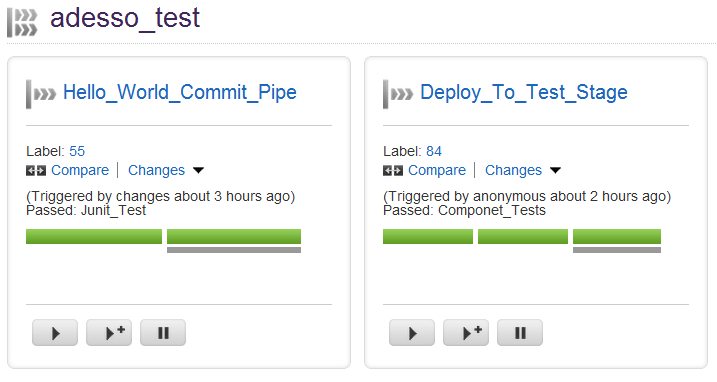 adesso_test
Hello_World_Commit_Pipe
Label: 55
Compare Changes
(Triggered by changes about 3 hours ago)
Passed: Junit_Test
Deploy_To_Test_Stage
Label: 84
Compare Changes
(Triggered by anonymous about 2 hours ago)
Passed: Componet_Tests